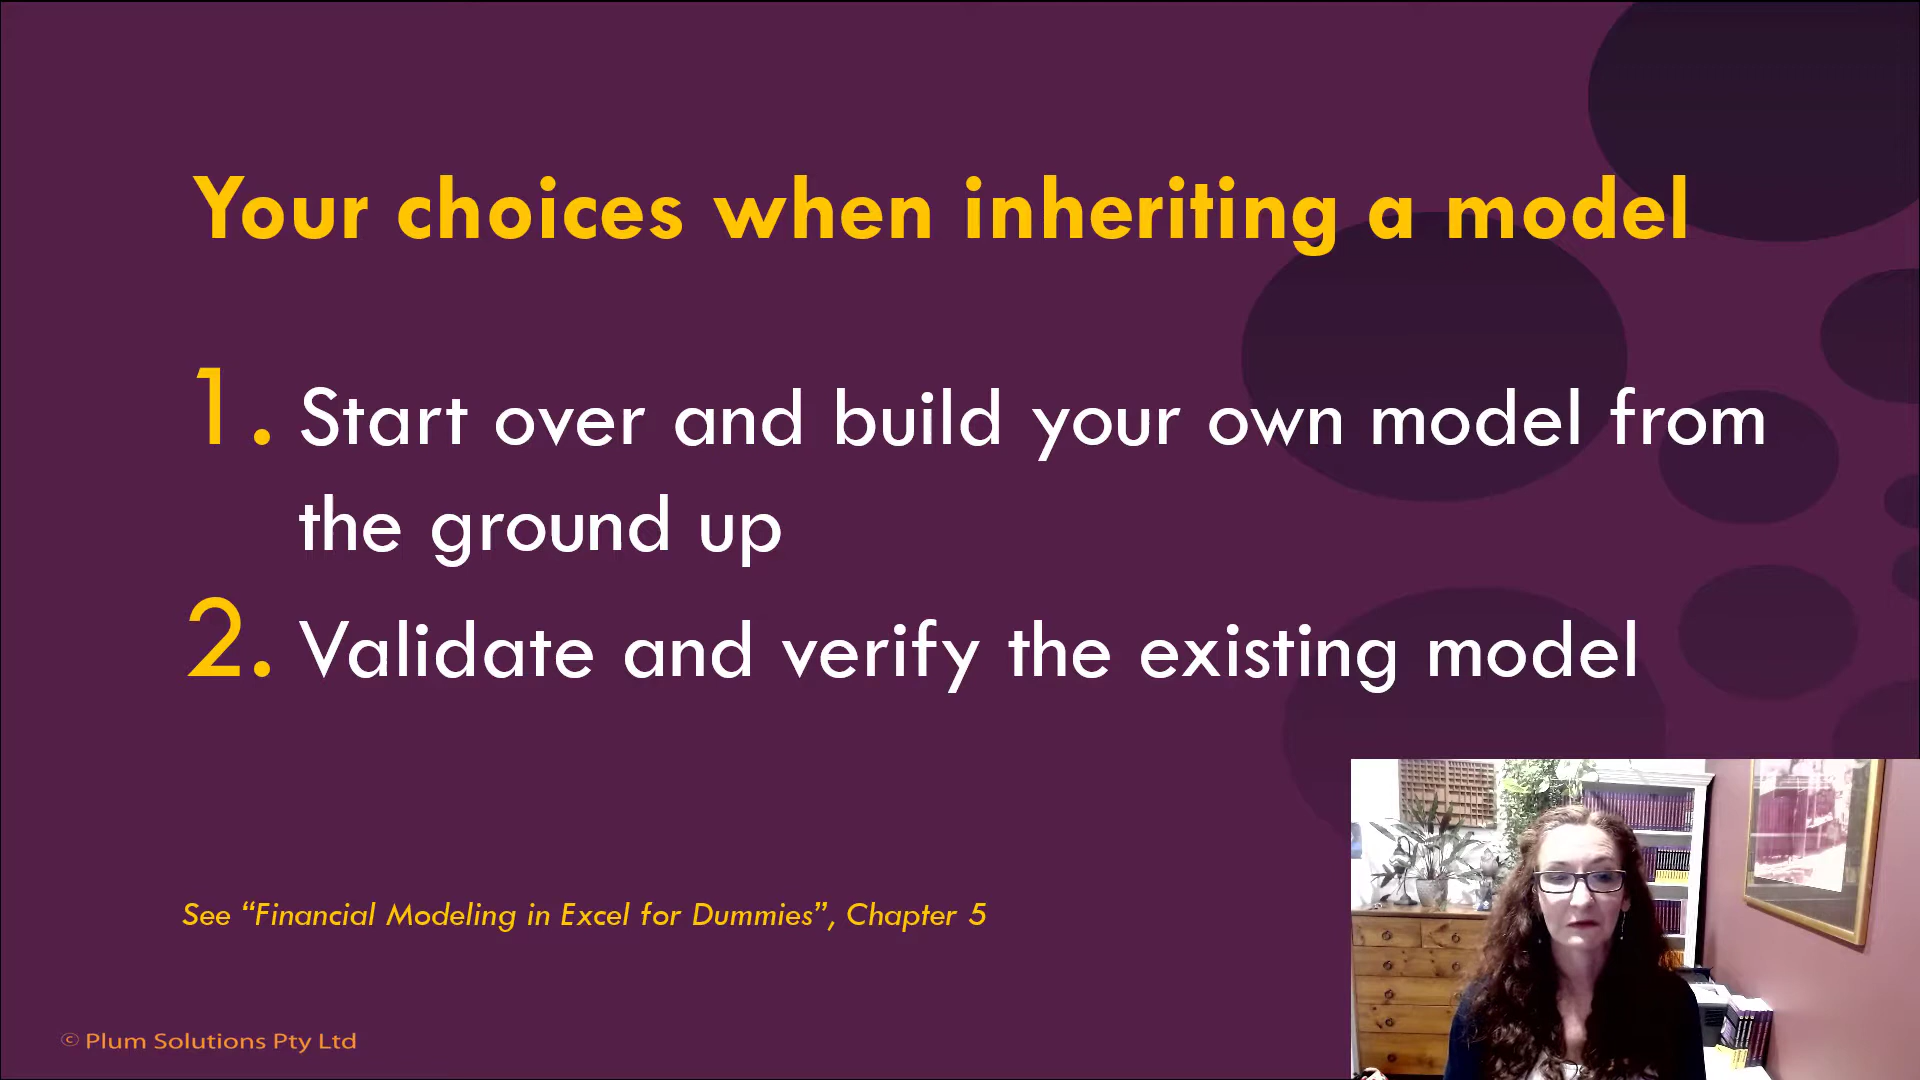 Your choices when inheriting a model
1. Start over and build your own model from
the ground up
2. Validate and verify the existing model
See “Financial Modeling in Excel for Dummies”, Chapter 5
© Plum Solutions Pty Ltd